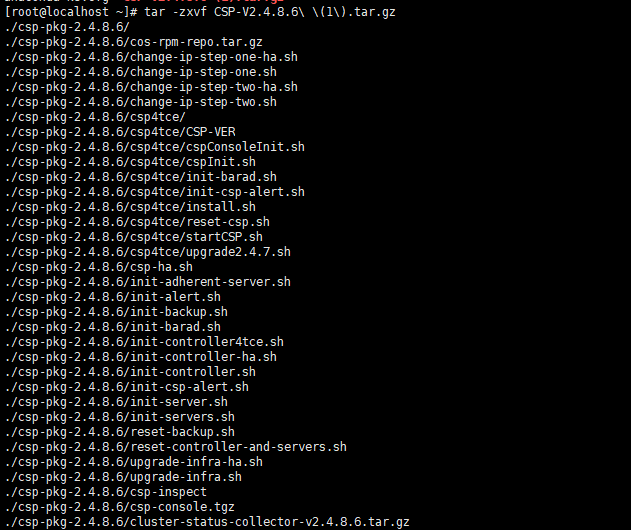 [root@localhost ~]# tar -zxvf CSP-V2.4.8.6\ \(1\).tar.gz
./csp-pkg-2.4.8.6/
./csp-pkg-2.4.8.6/cos-rpm-repo.tar.gz
./csp-pkg-2.4.8.6/change-ip-step-one-ha.sh
./csp-pkg-2.4.8.6/change-ip-step-one.sh
./csp-pkg-2.4.8.6/change-ip-step-two-ha.sh
./csp-pkg-2.4.8.6/change-ip-step-two.sh
./csp-pkg-2.4.8.6/csp4tce/
./csp-pkg-2.4.8.6/csp4tce/CSP-VER
./csp-pkg-2.4.8.6/csp4tce/cspConsoleInit.sh
./csp-pkg-2.4.8.6/csp4tce/cspInit.sh
./csp-pkg-2.4.8.6/csp4tce/init-barad.sh
./csp-pkg-2.4.8.6/csp4tce/init-csp-alert.sh
./csp-pkg-2.4.8.6/csp4tce/install.sh
./csp-pkg-2.4.8.6/csp4tce/reset-csp.sh
./csp-pkg-2.4.8.6/csp4tce/startCSP.sh
./csp-pkg-2.4.8.6/csp4tce/upgrade2.4.7.sh
./csp-pkg-2.4.8.6/csp-ha.sh
./csp-pkg-2.4.8.6/init-adherent-server.sh
./csp-pkg-2.4.8.6/init-alert.sh
./csp-pkg-2.4.8.6/init-backup.sh
./csp-pkg-2.4.8.6/init-barad.sh
./csp-pkg-2.4.8.6/init-controller4tce.sh
./csp-pkg-2.4.8.6/init-controller-ha.sh
./csp-pkg-2.4.8.6/init-controller.sh
./csp-pkg-2.4.8.6/init-csp-alert.sh
./csp-pkg-2.4.8.6/init-server.sh
./csp-pkg-2.4.8.6/init-servers.sh
./csp-pkg-2.4.8.6/reset-backup.sh
./csp-pkg-2.4.8.6/reset-controller-and-servers.sh
./csp-pkg-2.4.8.6/upgrade-infra-ha.sh
./csp-pkg-2.4.8.6/upgrade-infra.sh
./csp-pkg-2.4.8.6/csp-inspect
./csp-pkg-2.4.8.6/csp-console.tgz
./csp-pkg-2.4.8.6/cluster-status-collector-v2.4.8.6.tar.gz